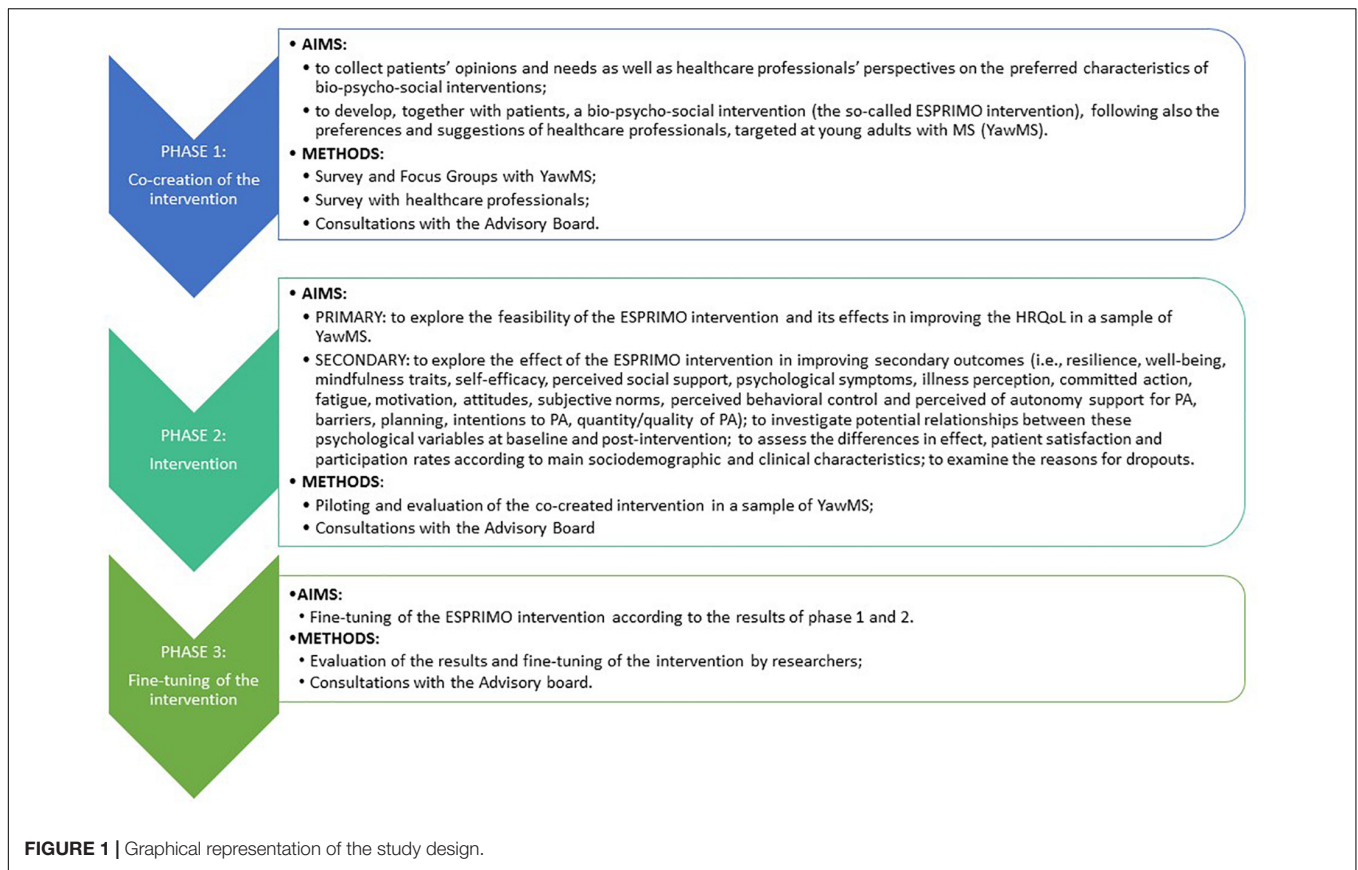 PHASE 1:
Co-creation of the
intervention
• AIMS:
• to collect patients' opinions and needs as well as healthcare professionals' perspectives on the preferred characteristics of
bio-psycho-social interventions;
• to develop, together with patients, a bio-psycho-social intervention (the so-called ESPRIMO intervention), following also the
preferences and suggestions of healthcare professionals, targeted at young adults with MS (YawMS).
• METHODS:
• Survey and Focus Groups with YawMS;
• Survey with healthcare professionals;
• Consultations with the Advisory Board.
PHASE 2:
Intervention
• AIMS:
• PRIMARY: to explore the feasibility of the ESPRIMO intervention and its effects in improving the HRQoL in a sample of
YawMS.
• SECONDARY: to explore the effect of the ESPRIMO intervention in improving secondary outcomes (i.e., resilience, well-being,
mindfulness traits, self-efficacy, perceived social support, psychological symptoms, illness perception, committed action,
fatigue, motivation, attitudes, subjective norms, perceived behavioral control and perceived of autonomy support for PA,
barriers, planning, intentions to PA, quantity/quality of PA); to investigate potential relationships between these
psychological variables at baseline and post-intervention; to assess the differences in effect, patient satisfaction and
participation rates according to main sociodemographic and clinical characteristics; to examine the reasons for dropouts.
• METHODS:
• Piloting and evaluation of the co-created intervention in a sample of YawMS;
• Consultations with the Advisory Board
PHASE 3:
Fine-tuning of the
intervention
•AIMS:
• Fine-tuning of the ESPRIMO intervention according to the results of phase 1 and 2.
•METHODS:
• Evaluation of the results and fine-tuning of the intervention by researchers;
• Consultations with the Advisory board.
FIGURE 1 | Graphical representation of the study design.